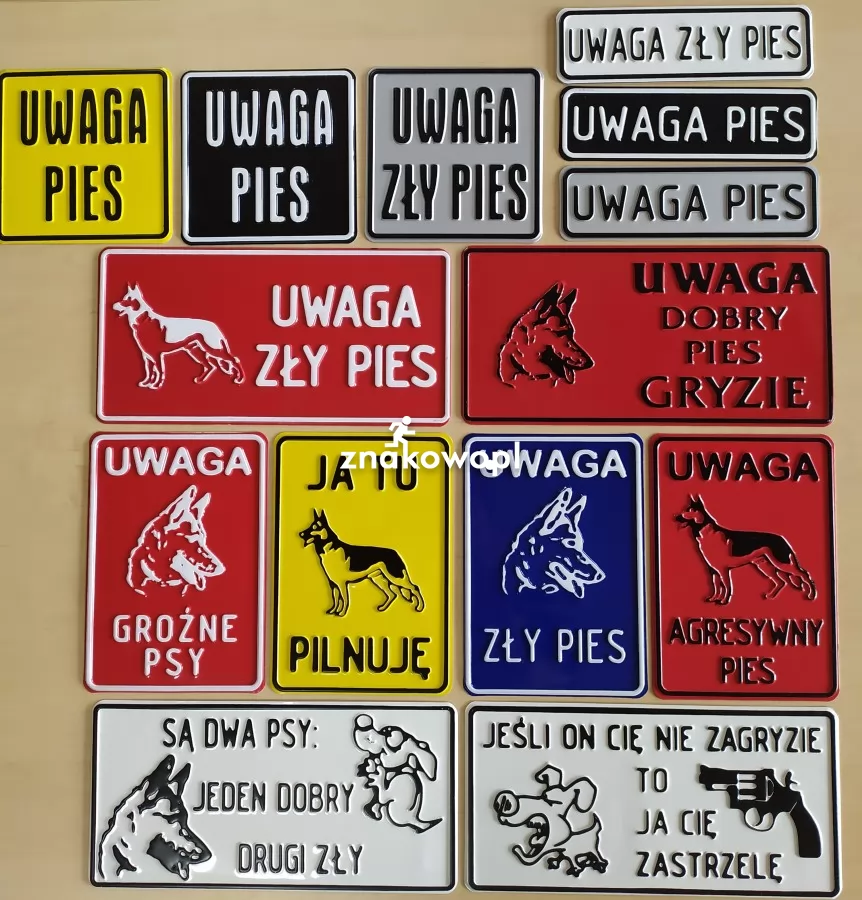 UWAGA ZŁY PIES
UWAGA
PIES
UWAGA
PIES
UWAGA
ZŁY PIES
UWAGA PIES
UWAGA PIES
UWAGA
ZŁY PIES
UWAGA
DOBRY
PIES
GRYZIE
znakowo.pl
UWAGA
GROŹNE
PSY
JA TU
PILNUJĘ
UWAGA
ZŁY PIES
UWAGA
AGRESYWNY
PIES
SĄ DWA PSY:
JEDEN DOBRY
DRUGI ZŁY
JEŚLI ON CIĘ NIE ZAGRYZIE
TO
JA CIĘ
ZASTRZELĘ